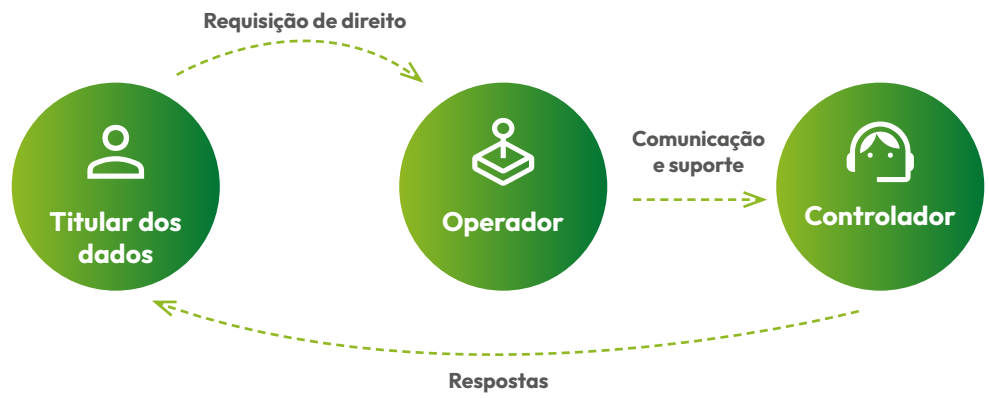 Requisição de direito
Titular dos
dados
Operador
Comunicação
e suporte
Controlador
Respostas